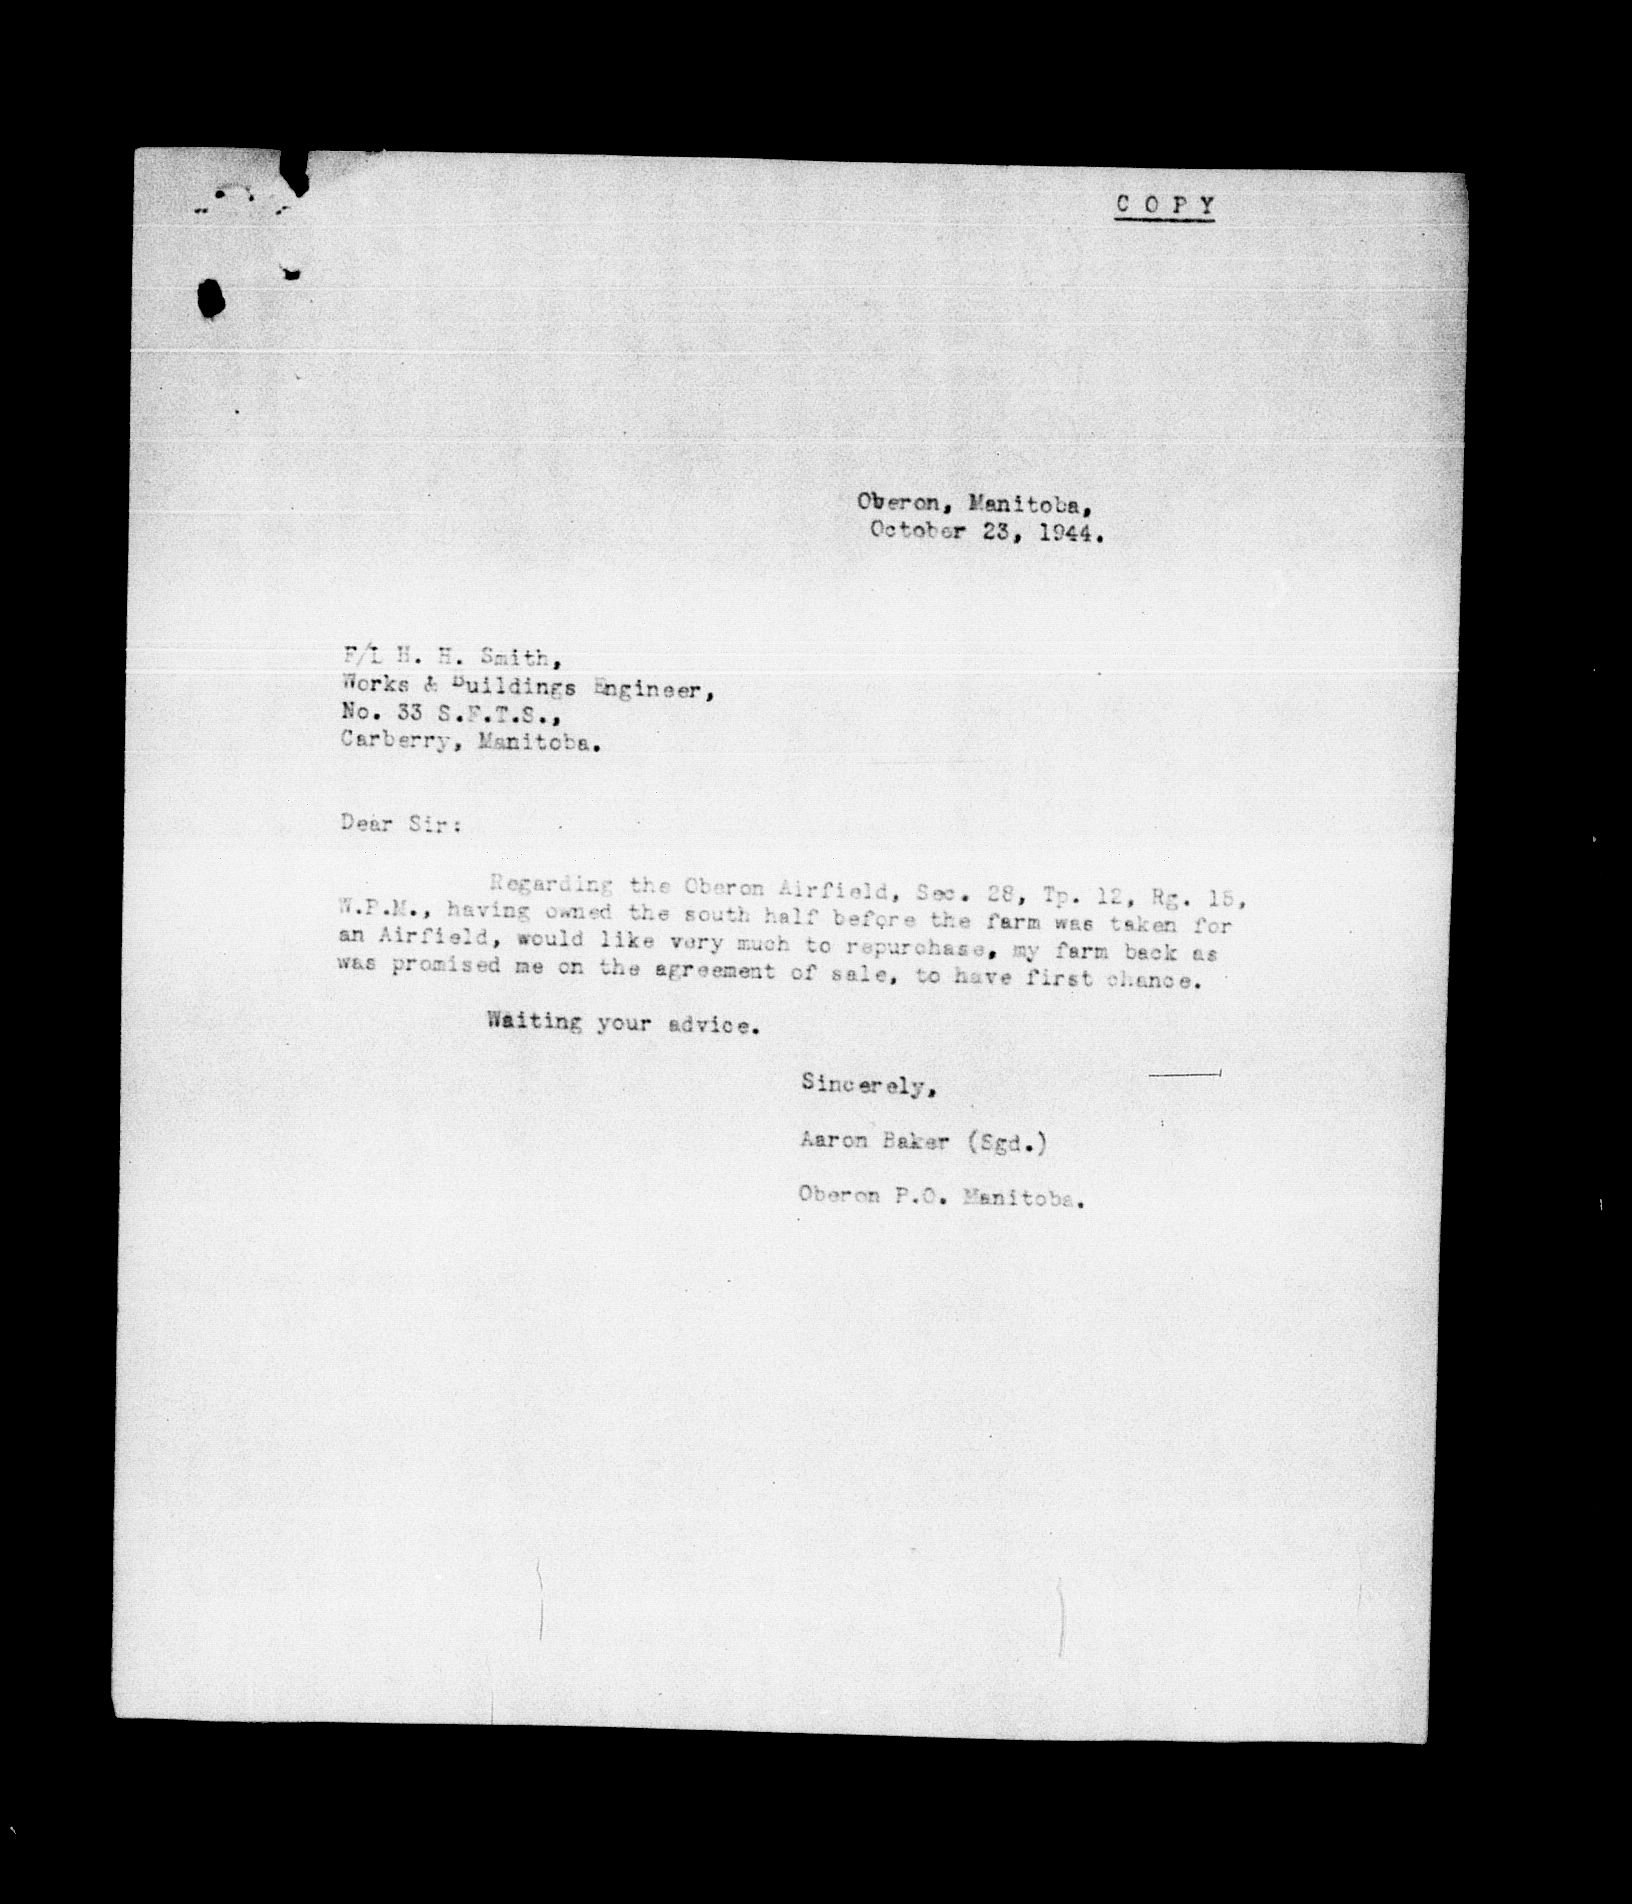 C O P Y
Oberon, Manitoba,
October 23, 1944.
F/L H. H. Smith,
Works & Buildings Engineer,
No. 33 S.F.T.S.,
Carberry, Manitoba.
Dear Sir:
Regarding the Oberon Airfield, Sec. 28, Tp. 12, Rg. 15,
W.P.M., having owned the south half before the farm was taken for
an Airfield, would like very much to repurchase, my farm back as
was promised me on the agreement of sale, to have first chance.
Waiting your advice.
Sincerely,
Aaron Baker (Sgd.)
Oberon P.O. Manitoba.